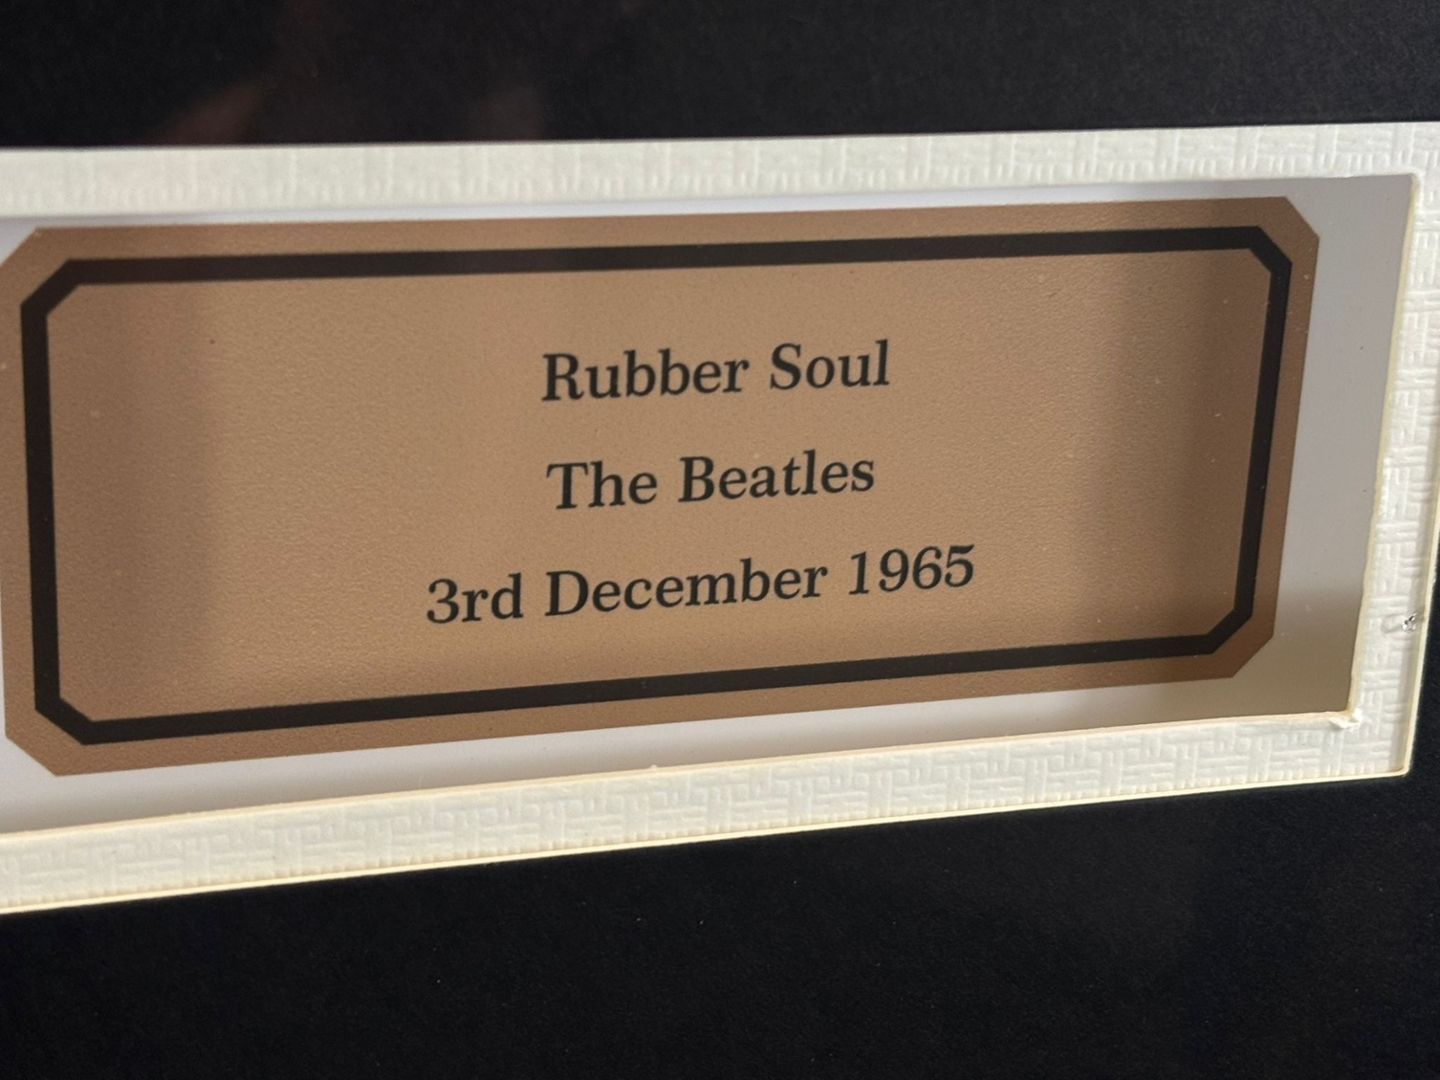 Rubber Soul
The Beatles
3rd December 1965